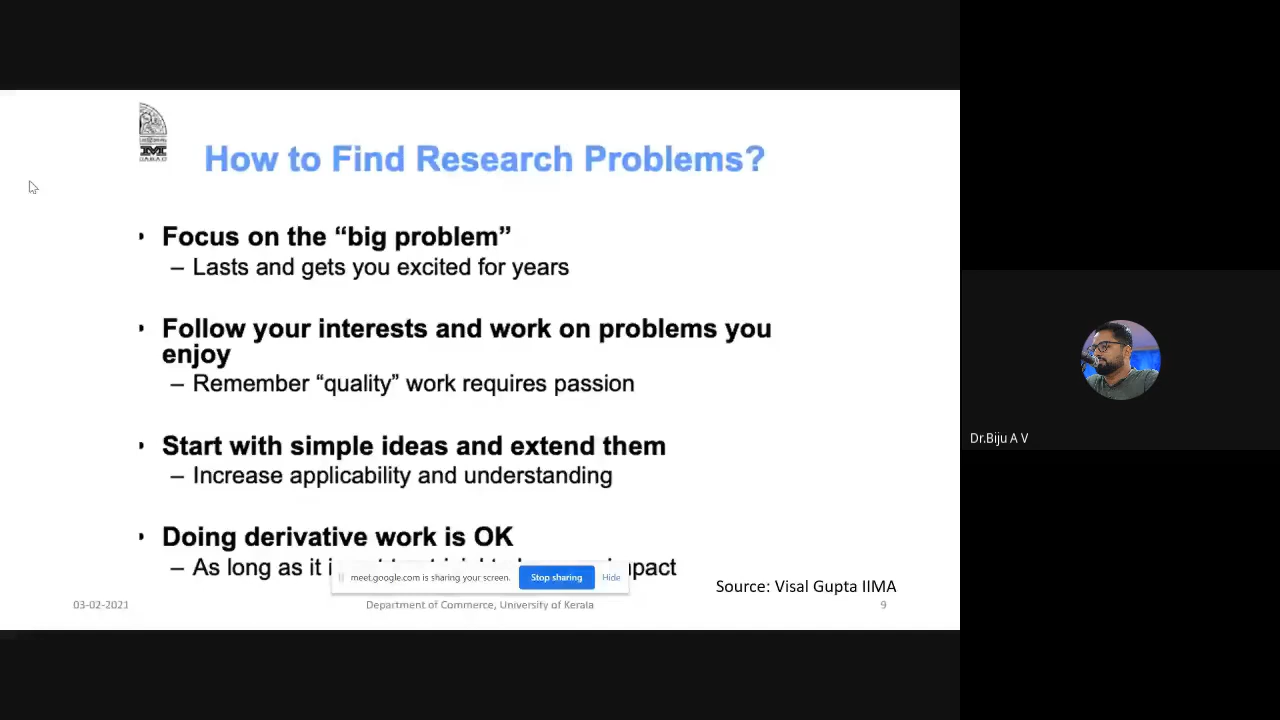 How to Find Research Problems?
• Focus on the “big problem”
– Lasts and gets you excited for years
• Follow your interests and work on problems you
enjoy
– Remember “quality” work requires passion
• Start with simple ideas and extend them
– Increase applicability and understanding
• Doing derivative work is OK
– As long as it
meet.google.com is sharing your screen. Stop sharing Hide
Source: Visal Gupta IIMA
03-02-2021 Department of Commerce, University of Kerala 9
Dr.Biju A V